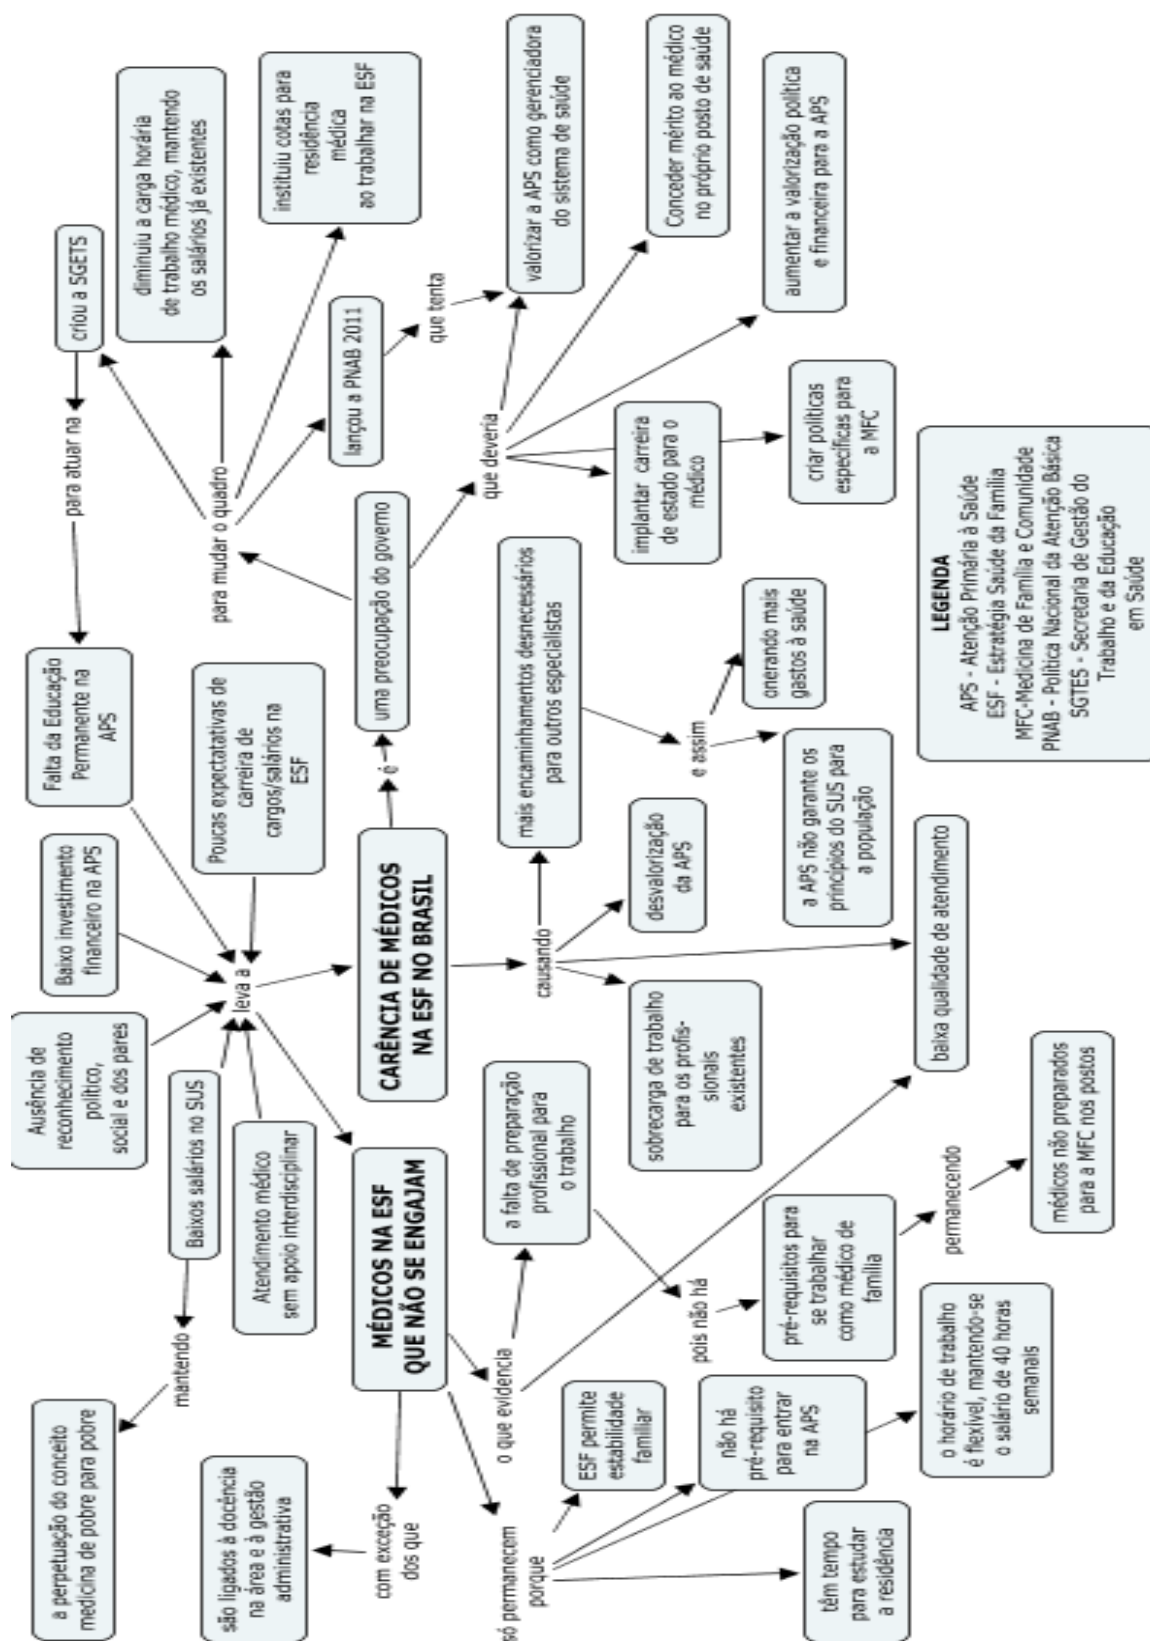 a perpetuação do conceito
medicina de pobre para pobre
mantendo
Baixos salários no SUS
Ausência de
reconhecimento
político,
social e dos pares
Baixo investimento
financeiro na APS
Falta da Educação
Permanente na
APS
para atuar na
criou a SGETS
são ligados à docência
na área e à gestão
administrativa
Atendimento médico
sem apoio interdisciplinar
leva a
Poucas expectatativas de
carreira de
cargos/salários na
ESF
para mudar o quadro
diminuiu a carga horária
de trabalho médico, mantendo
os salários já existentes
instituiu cotas para
residência
médica
ao trabalhar na ESF
com exceção
dos que
MÉDICOS NA ESF
QUE NÃO SE ENGAJAM
CARÊNCIA DE MÉDICOS
NA ESF NO BRASIL
é
uma preocupação do governo
lançou a PNAB 2011
que tenta
só permanecem
porque
o que evidencia
a falta de preparação
profissional para
o trabalho
causando
mais encaminhamentos desnecessários
para outros especialistas
que deveria
valorizar a APS como gerenciadora
do sistema de saúde
ESF permite
estabilidade
familiar
sobrecarga de trabalho
para os profis-
sionais
existentes
desvalorização
da APS
implantar carreira
de estado para o
médico
Conceder mérito ao médico
no próprio posto de saúde
não há
pré-requisito
para entrar
na APS
pois não há
pré-requisitos para
se trabalhar
como médico de
família
e assim
onerando mais
gastos à saúde
a APS não garante os
princípios do SUS para
a população
criar políticas
específicas para
a MFC
aumentar a valorização política
e financeira para a APS
têm tempo
para estudar
a residência
o horário de trabalho
é flexível, mantendo-se
o salário de 40 horas
semanais
permanecendo
médicos não preparados
para a MFC nos postos
baixa qualidade de atendimento
LEGENDA
APS - Atenção Primária à Saúde
ESF - Estratégia Saúde da Família
MFC-Medicina de Família e Comunidade
PNAB - Política Nacional da Atenção Básica
SGTES - Secretaria de Gestão do
Trabalho e da Educação
em Saúde